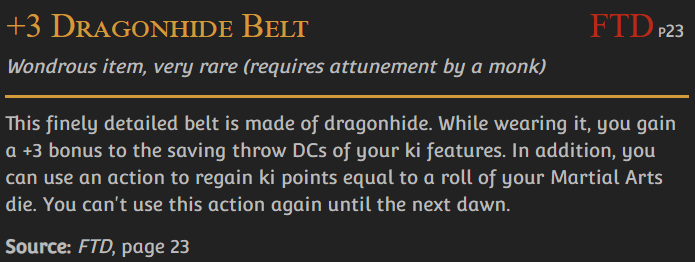 +3 Dragonhide Belt FTD P23
Wondrous item, very rare (requires attunement by a monk)
This finely detailed belt is made of dragonhide. While wearing it, you gain
a +3 bonus to the saving throw DCs of your ki features. In addition, you
can use an action to regain ki points equal to a roll of your Martial Arts
die. You can't use this action again until the next dawn.
Source: FTD, page 23